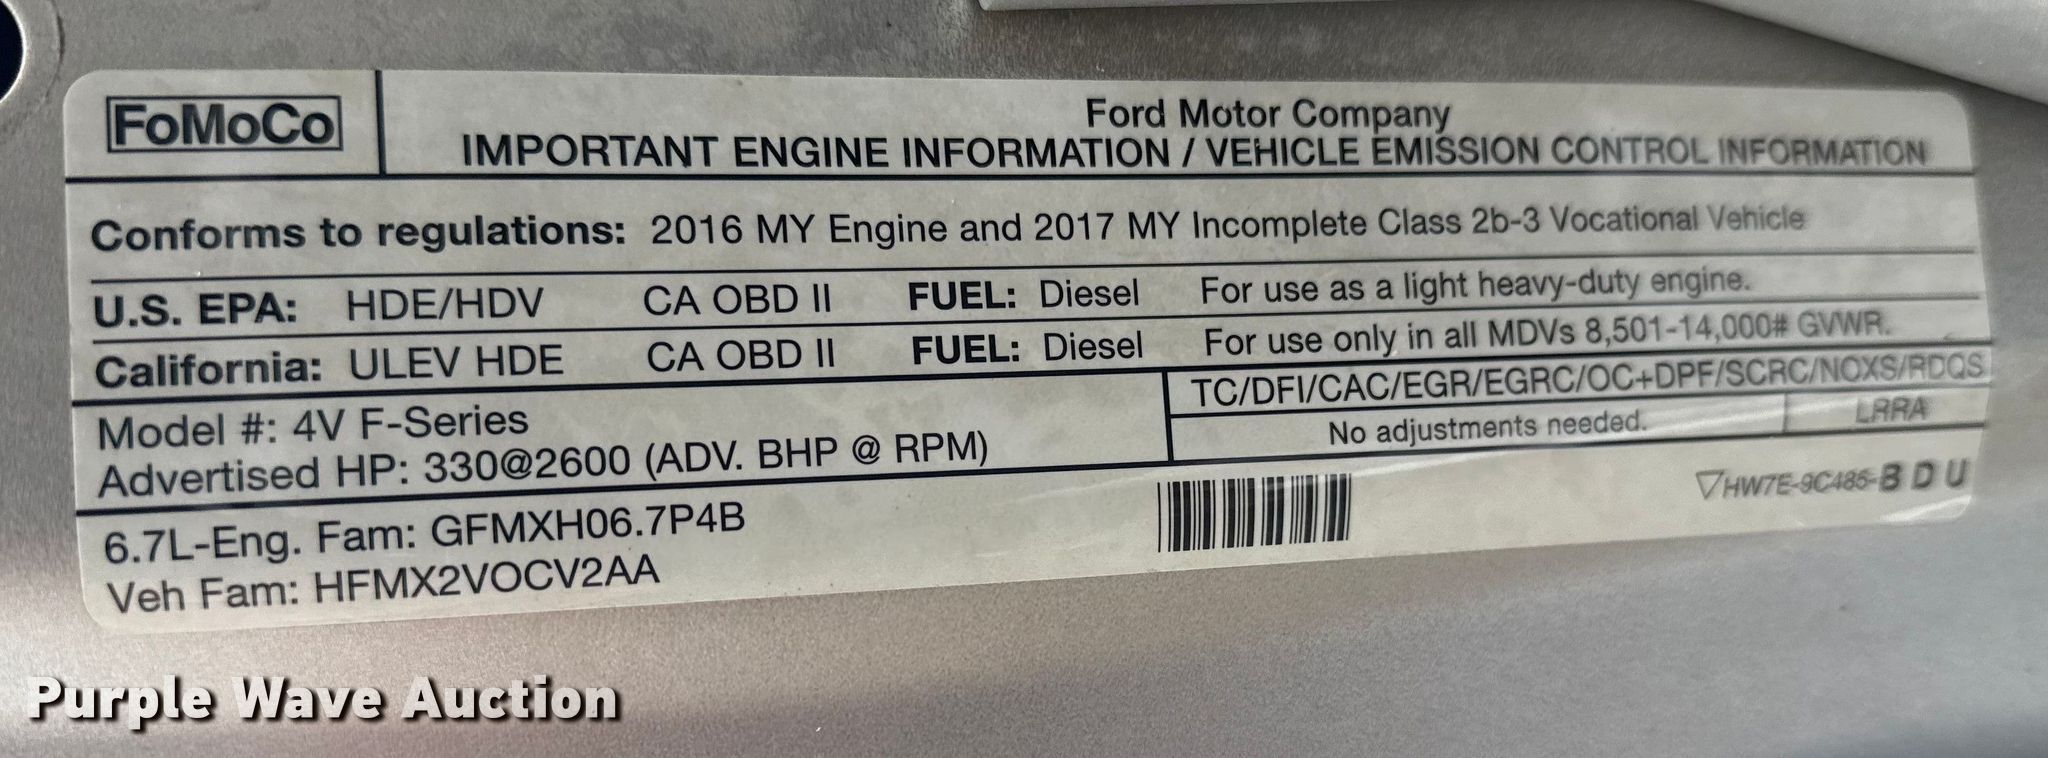 FoMoCo
Ford Motor Company
IMPORTANT ENGINE INFORMATION / VEHICLE EMISSION CONTROL INFORMATION
Conforms to regulations: 2016 MY Engine and 2017 MY Incomplete Class 2b-3 Vocational Vehicle
U.S. EPA: HDE/HDV CA OBD II FUEL: Diesel For use as a light heavy-duty engine.
California: ULEV HDE CA OBD II FUEL: Diesel For use only in all MDVs 8,501-14,000# GVWR.
Model #: 4V F-Series
Advertised HP: 330@2600 (ADV. BHP @ RPM)
TC/DFI/CAC/EGR/EGRC/OC+DPF/SCRC/NOXS/RDQS
No adjustments needed.
LRRA
6.7L-Eng. Fam: GFMXH06.7P4B
Veh Fam: HFMX2VOCV2AA
HW7E-9C485-B D U
Purple Wave Auction